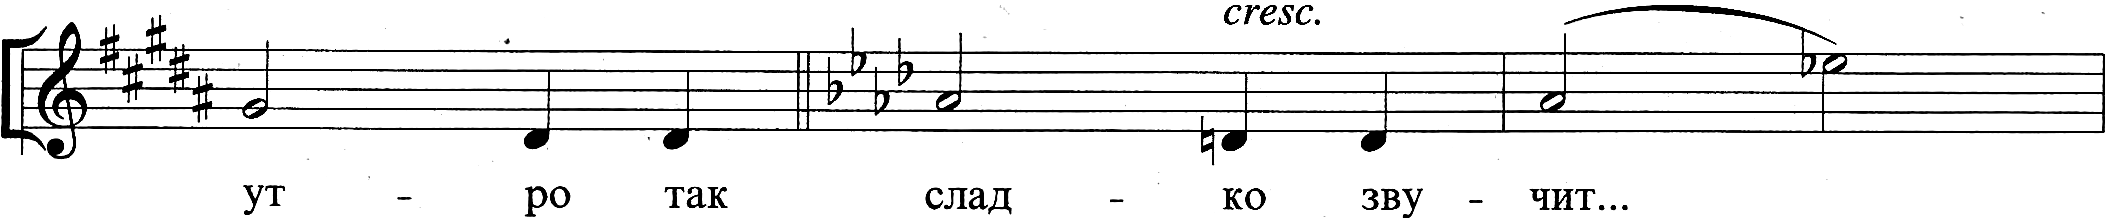 cresc.
ут - ро так слад - ко зву - чит...